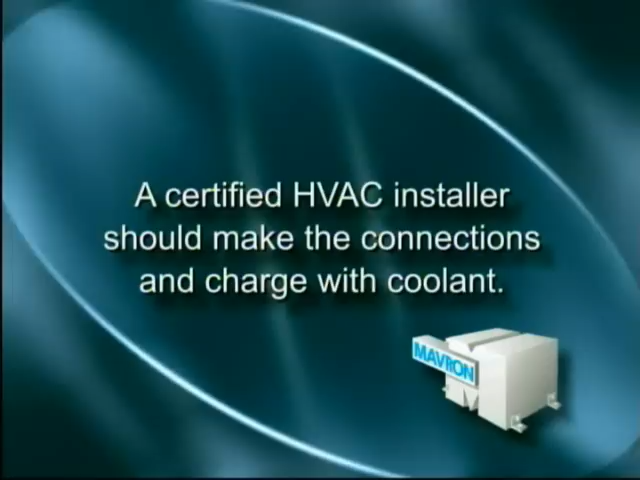 A certified HVAC installer
should make the connections
and charge with coolant.
MAVRON